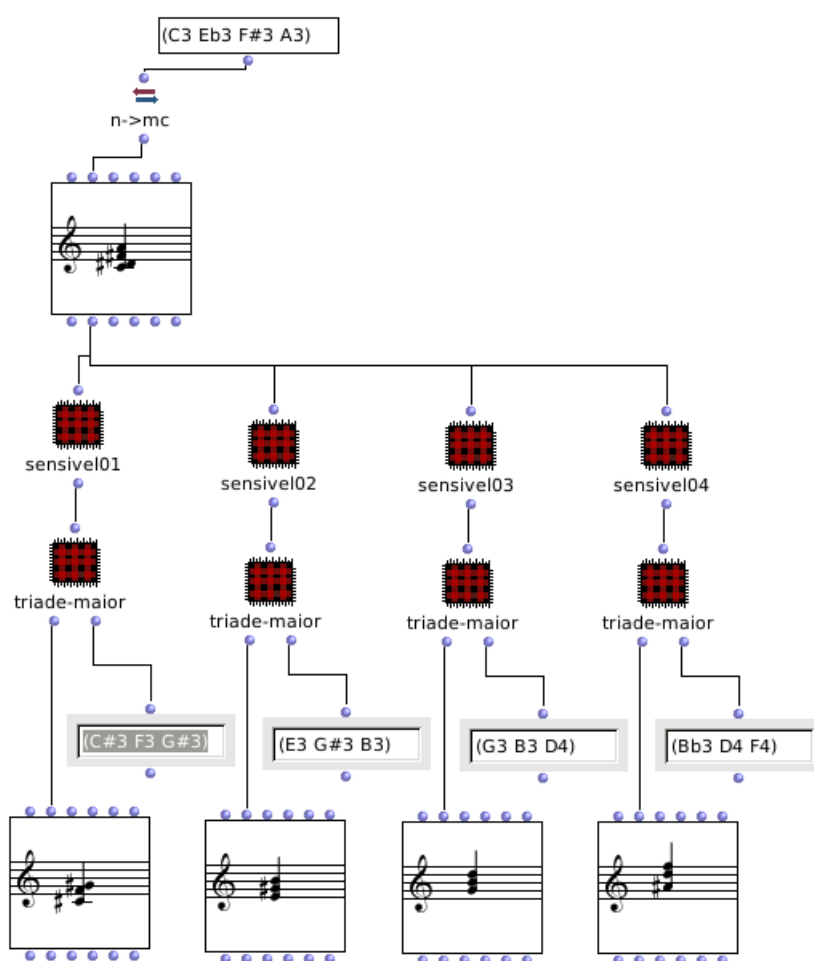 (C3 Eb3 F#3 A3)
n->mc
sensivel01
sensivel02
sensivel03
sensivel04
triade-maior
triade-maior
triade-maior
triade-maior
(C#3 F3 G#3)
(E3 G#3 B3)
(G3 B3 D4)
(Bb3 D4 F4)